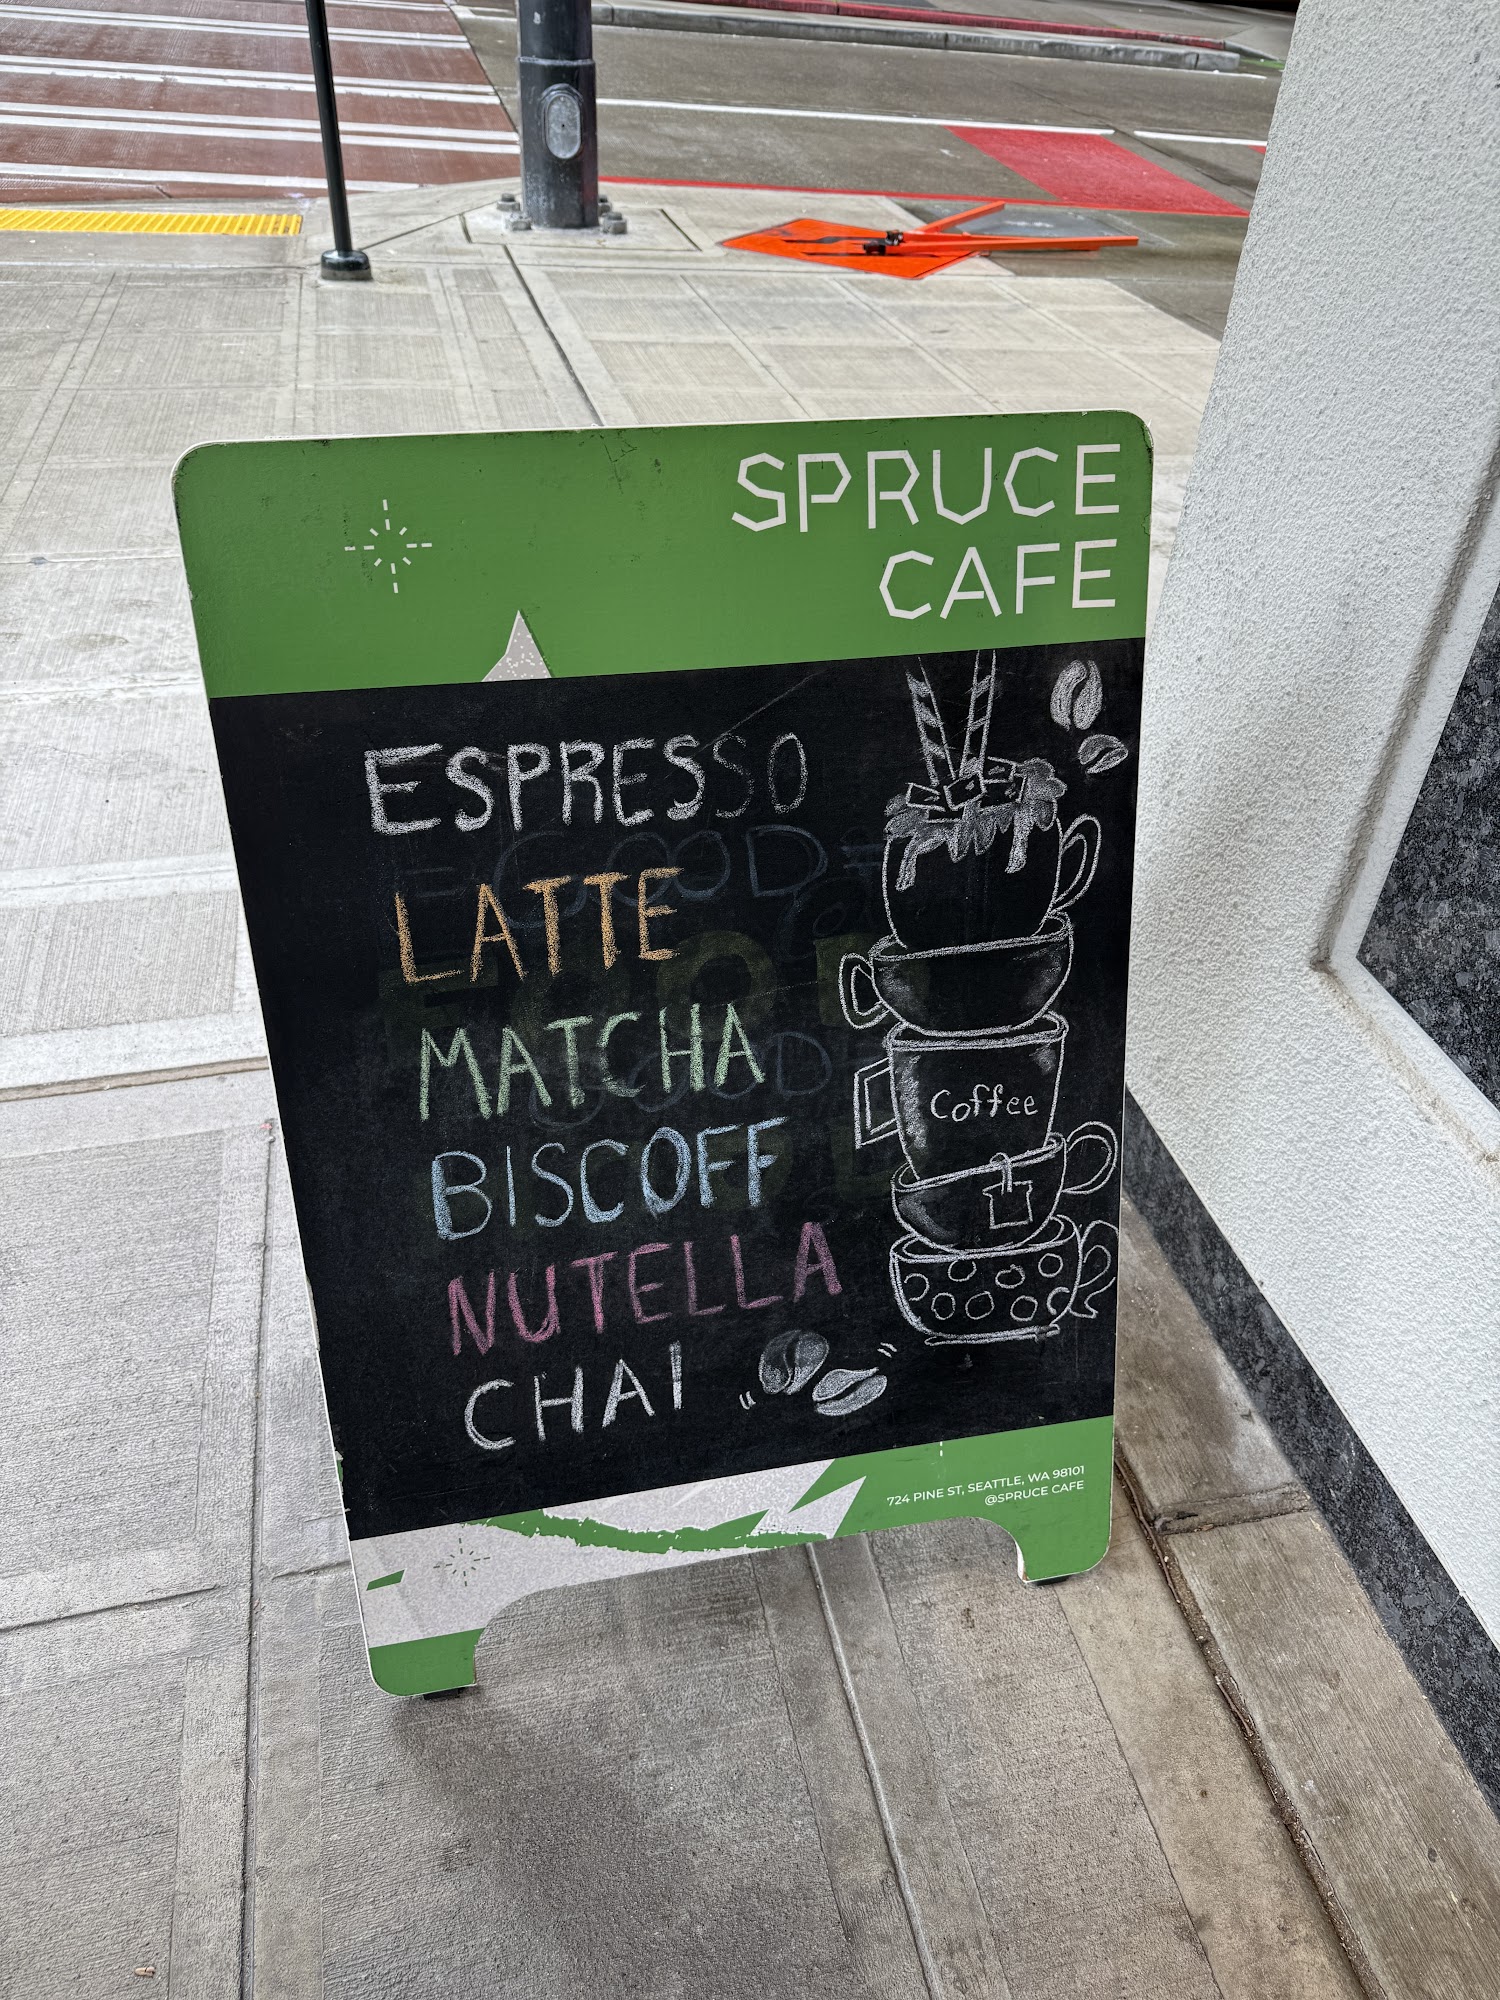 SPRUCE
CAFE
ESPRESSO
LATTE
MATCHA
BISCOFF
NUTELLA
CHAI
Coffee
724 PINE ST, SEATTLE, WA 98101
@SPRUCE CAFE